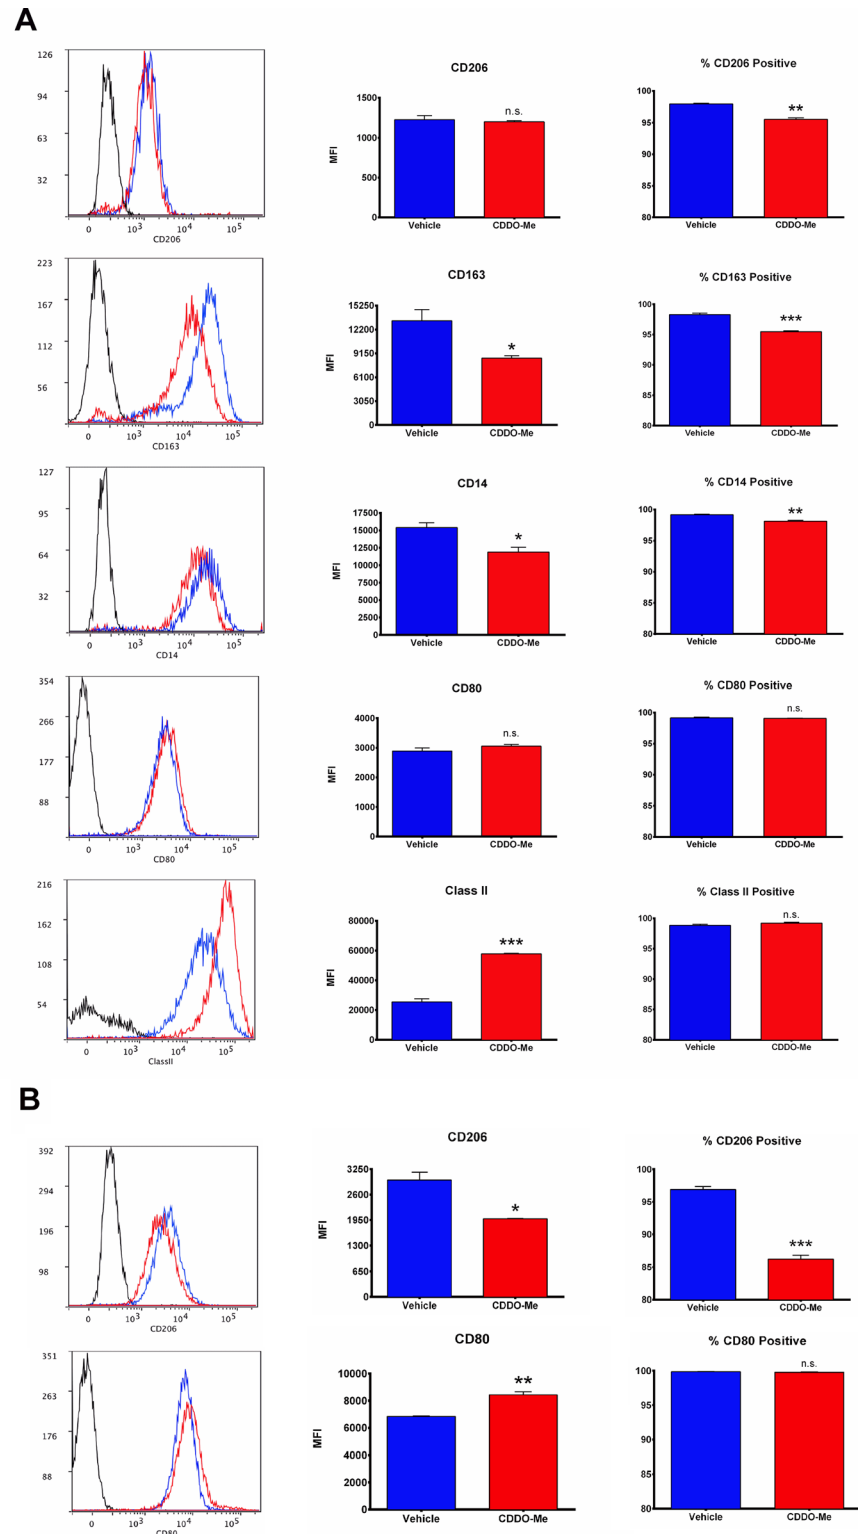 A
126
94
63
32
0 10³ 10⁴ 10⁵
CD206
CD206
1500
1000
500
0
MFI
n.s.
Vehicle CDDO-Me
% CD206 Positive
100
95
90
85
80
**
Vehicle CDDO-Me
223
167
112
56
0 10³ 10⁴ 10⁵
CD163
CD163
15250
12200
9150
6100
3050
0
MFI
*
Vehicle CDDO-Me
% CD163 Positive
100
95
90
85
80
***
Vehicle CDDO-Me
127
95
64
32
0 10³ 10⁴ 10⁵
CD14
CD14
17500
15000
12500
10000
7500
5000
2500
0
MFI
*
Vehicle CDDO-Me
% CD14 Positive
100
95
90
85
80
**
Vehicle CDDO-Me
354
266
177
88
0 10³ 10⁴ 10⁵
CD80
CD80
4000
3000
2000
1000
0
MFI
n.s.
Vehicle CDDO-Me
% CD80 Positive
100
95
90
85
80
n.s.
Vehicle CDDO-Me
216
162
108
54
0 10³ 10⁴ 10⁵
ClassII
Class II
80000
60000
40000
20000
0
MFI
***
Vehicle CDDO-Me
% Class II Positive
100
95
90
85
80
n.s.
Vehicle CDDO-Me
B
392
294
196
98
0 10³ 10⁴ 10⁵
CD206
CD206
3250
2600
1950
1300
650
0
MFI
*
Vehicle CDDO-Me
% CD206 Positive
100
95
90
85
80
***
Vehicle CDDO-Me
351
263
176
88
0 10³ 10⁴ 10⁵
CD80
CD80
10000
8000
6000
4000
2000
0
MFI
**
Vehicle CDDO-Me
% CD80 Positive
100
95
90
85
80
n.s.
Vehicle CDDO-Me